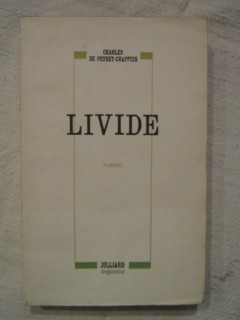 CHARLES
DE PEYRET-CHAPPUIS
LIVIDE
roman
JULLIARD